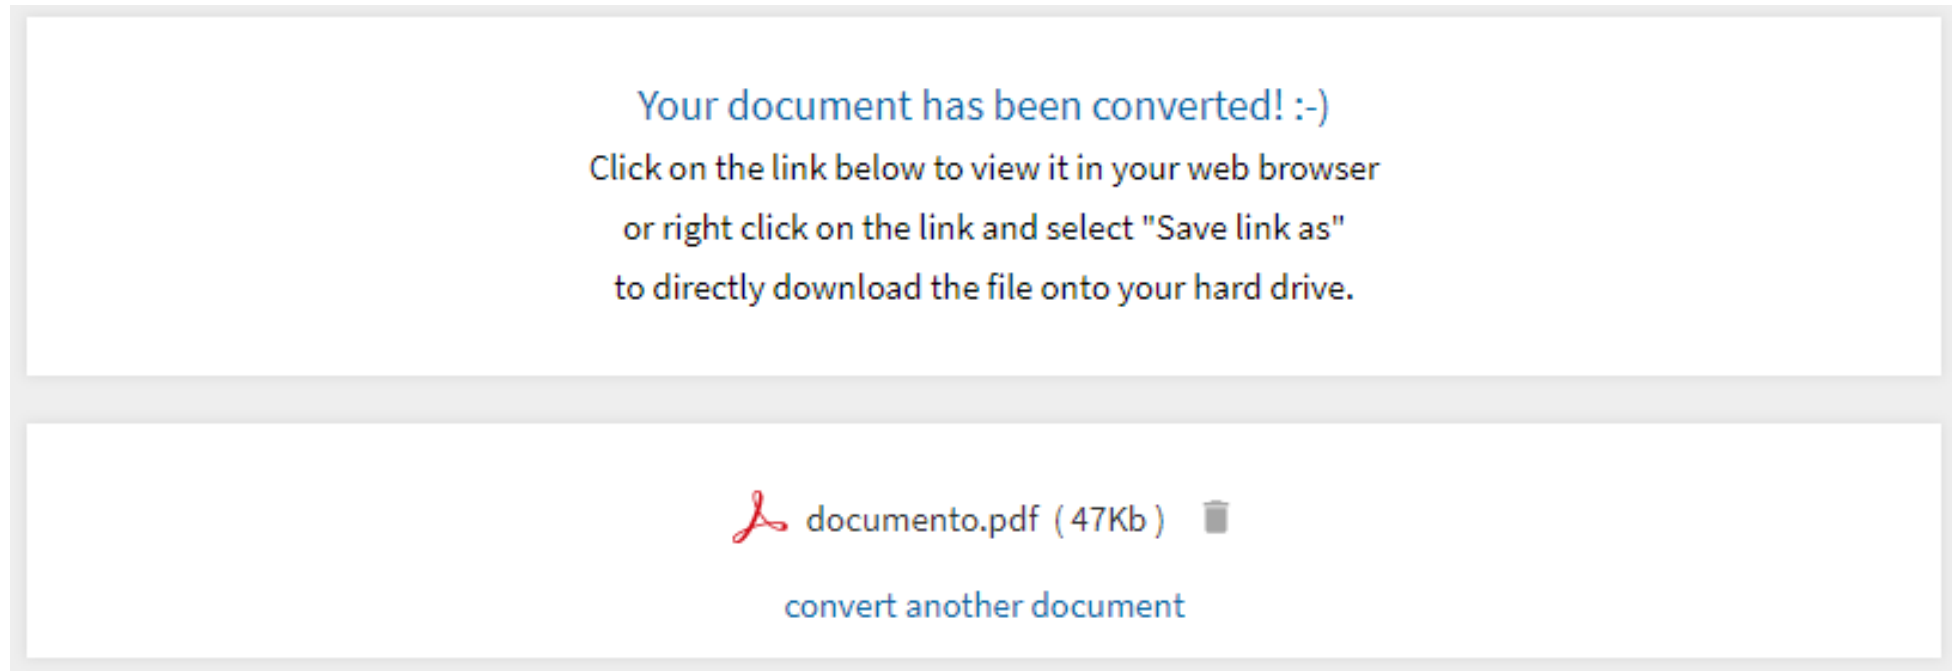 Your document has been converted! :-)
Click on the link below to view it in your web browser
or right click on the link and select "Save link as"
to directly download the file onto your hard drive.
documento.pdf ( 47Kb )
convert another document